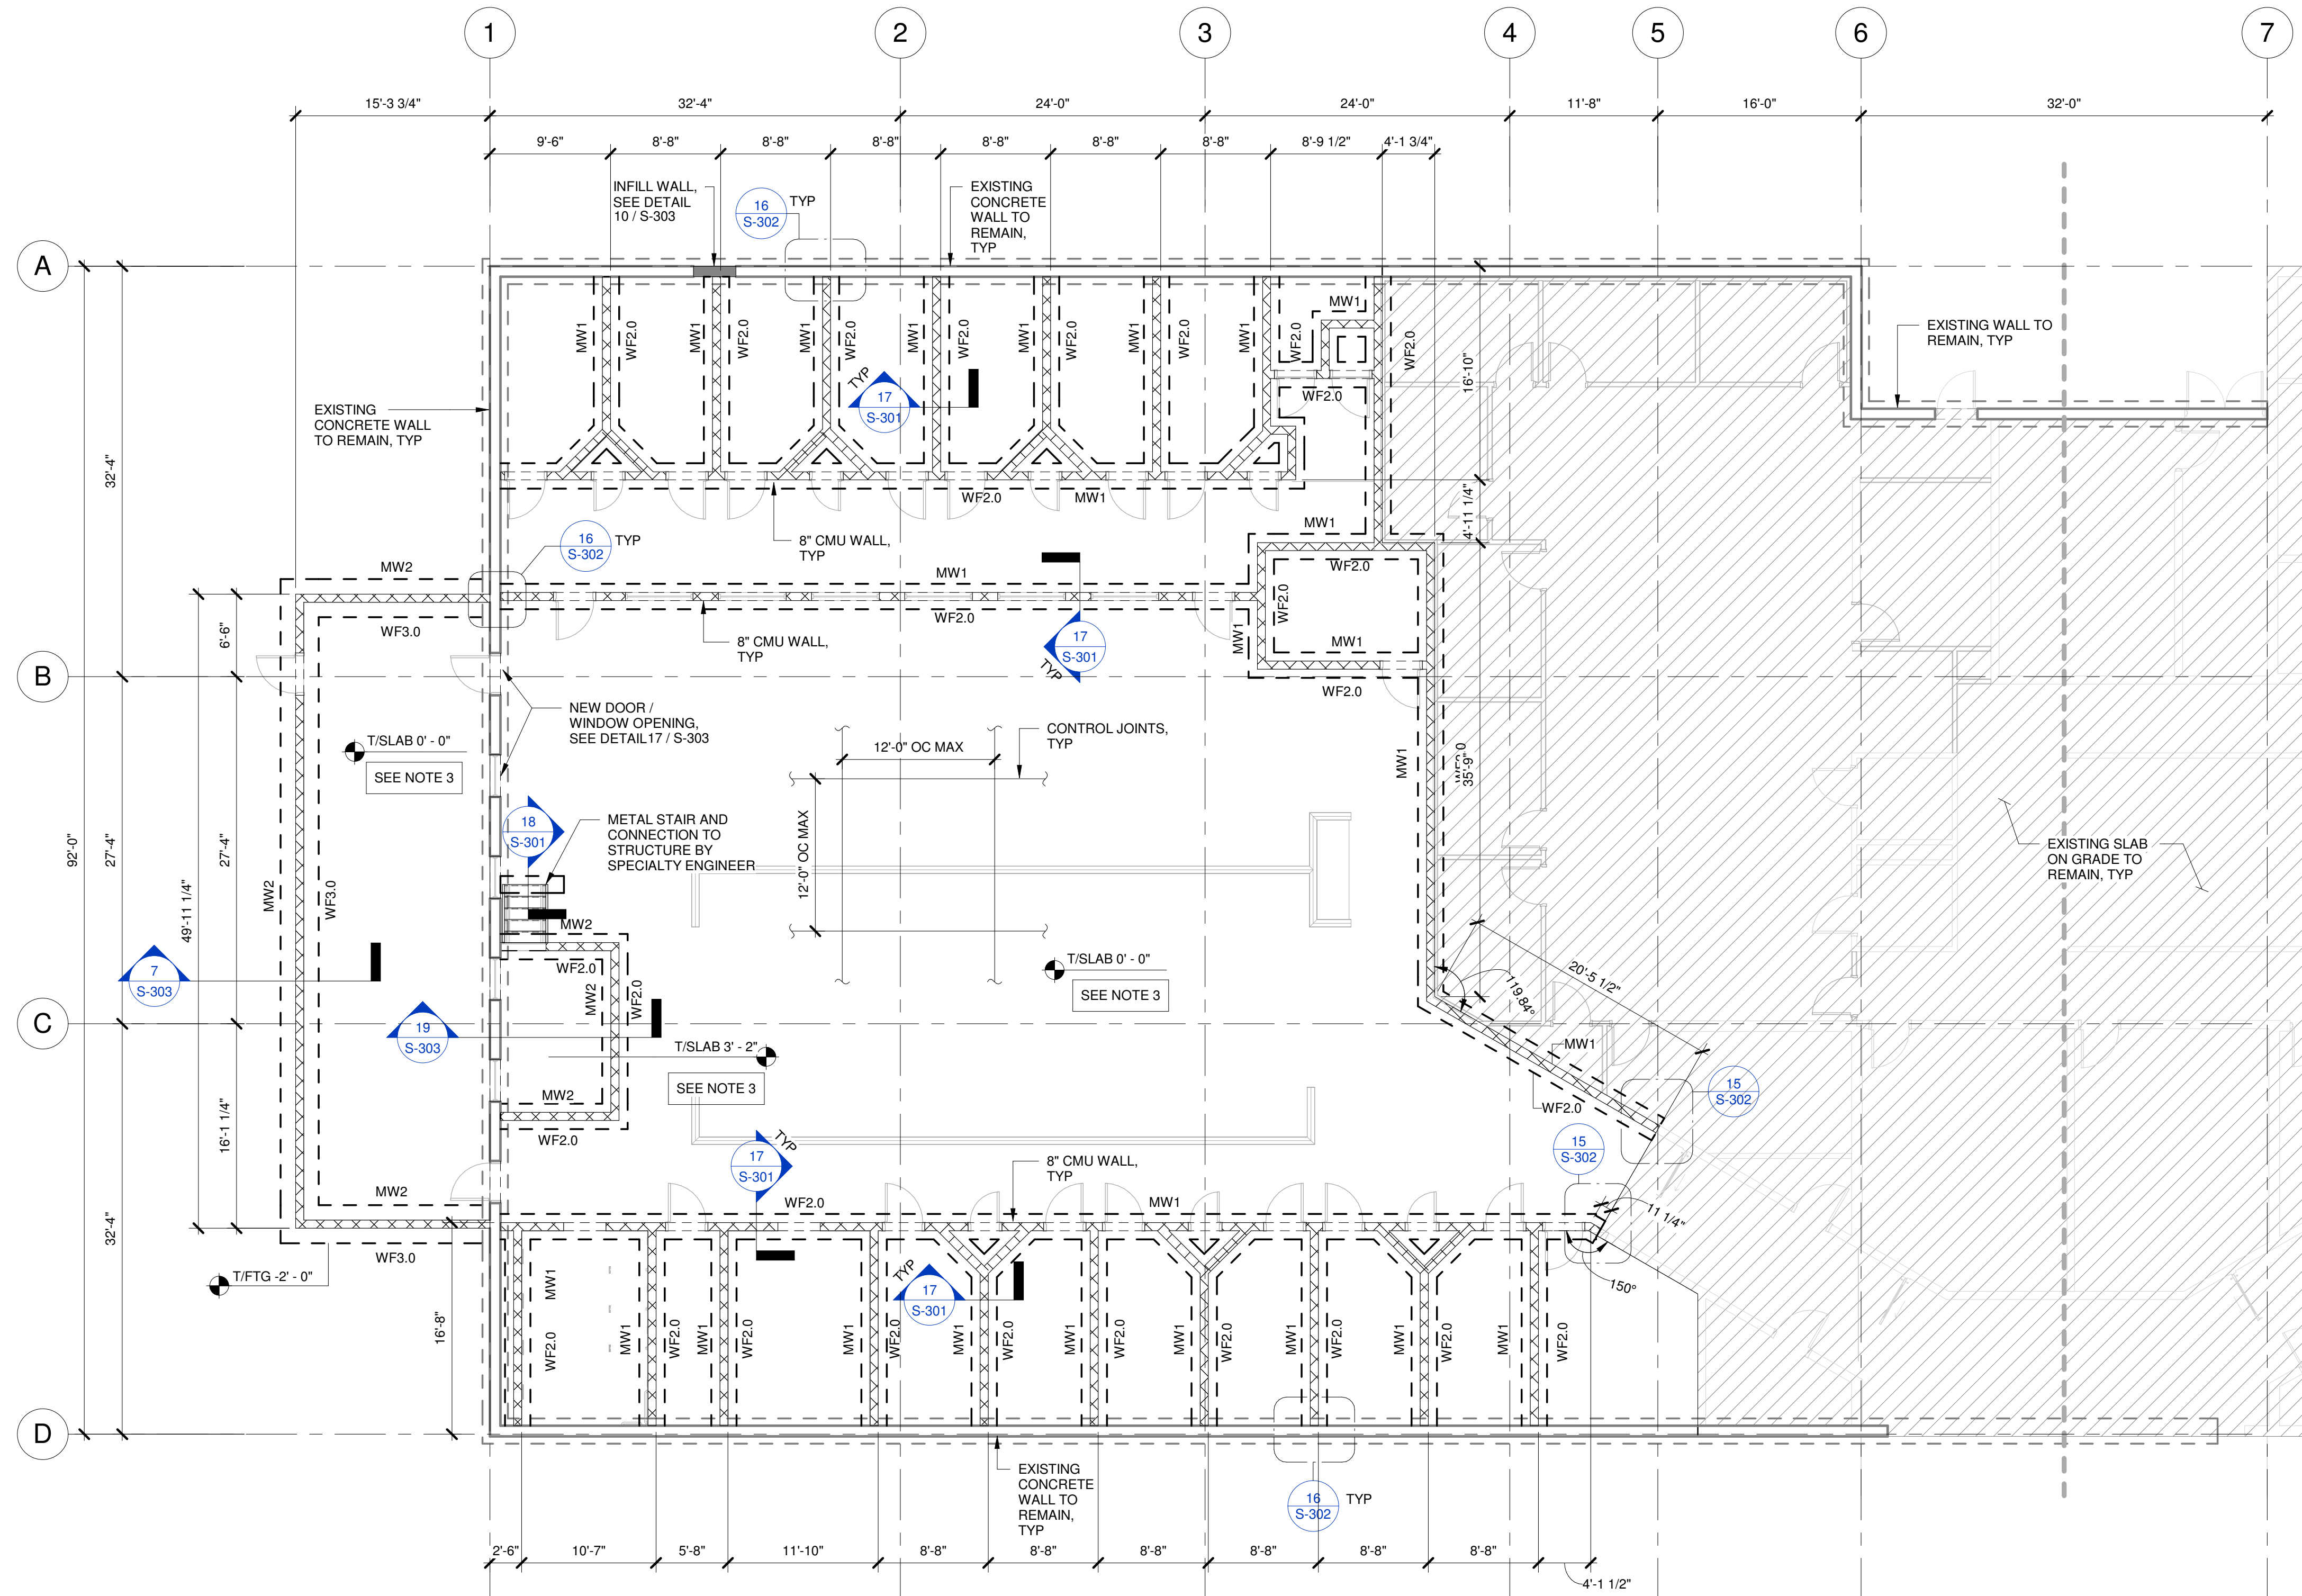 1
2
3
4
5
6
7
15'-3 3/4"
32'-4"
24'-0"
24'-0"
11'-8"
16'-0"
32'-0"
9'-6"
8'-8"
8'-8"
8'-8"
8'-8"
8'-8"
8'-8"
8'-9 1/2"
4'-1 3/4"
INFILL WALL,
SEE DETAIL
10 / S-303
16
S-302
TYP
EXISTING
CONCRETE
WALL TO
REMAIN,
TYP
A
MW1
WF2.0
MW1
WF2.0
MW1
WF2.0
MW1
WF2.0
MW1
WF2.0
MW1
WF2.0
MW1
WF2.0
MW1
WF2.0
WF2.0
16'-10"
EXISTING WALL TO
REMAIN, TYP
TYP
17
S-301
EXISTING
CONCRETE WALL
TO REMAIN, TYP
32'-4"
WF2.0
MW1
4'-11 1/4"
16
S-302
TYP
8" CMU WALL,
TYP
MW1
MW2
MW1
WF2.0
WF2.0
WF3.0
WF2.0
6'-6"
8" CMU WALL,
TYP
17
S-301
TYP
MW1
MW1
WF2.0
B
NEW DOOR /
WINDOW OPENING,
SEE DETAIL 17 / S-303
T/SLAB 0' - 0"
SEE NOTE 3
12'-0" OC MAX
CONTROL JOINTS,
TYP
MW1
35'-9"
18
S-301
METAL STAIR AND
CONNECTION TO
STRUCTURE BY
SPECIALTY ENGINEER
12'-0" OC MAX
92'-0"
27'-4"
27'-4"
49'-11 1/4"
MW2
WF3.0
EXISTING SLAB
ON GRADE TO
REMAIN, TYP
MW2
WF2.0
MW2
WF2.0
T/SLAB 0' - 0"
SEE NOTE 3
7
S-303
20'-5 1/2"
119.84°
C
19
S-303
T/SLAB 3' - 2"
SEE NOTE 3
MW1
WF2.0
15
S-302
MW2
WF2.0
16'-1 1/4"
15
S-302
17
S-301
TYP
8" CMU WALL,
TYP
MW2
WF2.0
MW1
11 1/4"
150°
32'-4"
WF3.0
T/FTG -2' - 0"
16'-8"
MW1
WF2.0
MW1
WF2.0
MW1
WF2.0
MW1
WF2.0
TYP
17
S-301
MW1
WF2.0
MW1
WF2.0
MW1
WF2.0
MW1
WF2.0
MW1
WF2.0
D
EXISTING
CONCRETE
WALL TO
REMAIN,
TYP
16
S-302
TYP
2'-6"
10'-7"
5'-8"
11'-10"
8'-8"
8'-8"
8'-8"
8'-8"
8'-8"
8'-8"
4'-1 1/2"